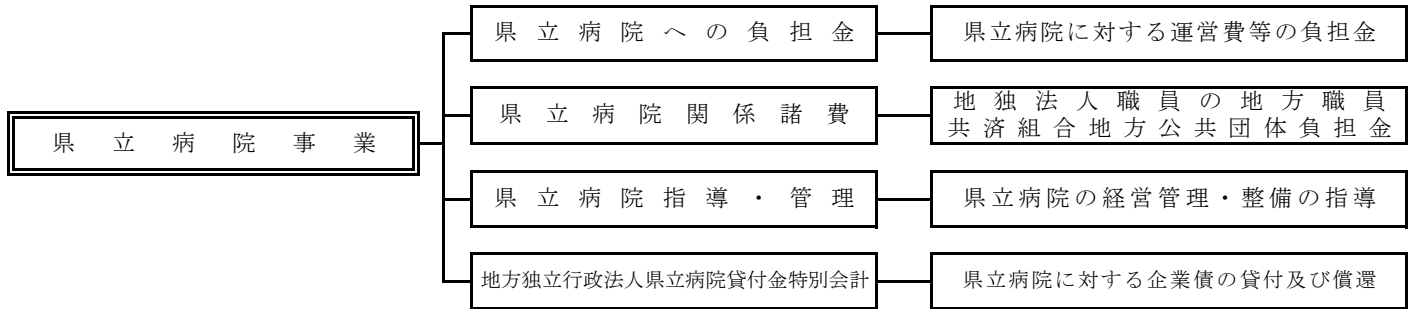 県立病院事業
県立病院への負担金
県立病院に対する運営費等の負担金
県立病院関係諸費
地独法人職員の地方職員
共済組合地方公共団体負担金
県立病院指導・管理
県立病院の経営管理・整備の指導
地方独立行政法人県立病院貸付金特別会計
県立病院に対する企業債の貸付及び償還